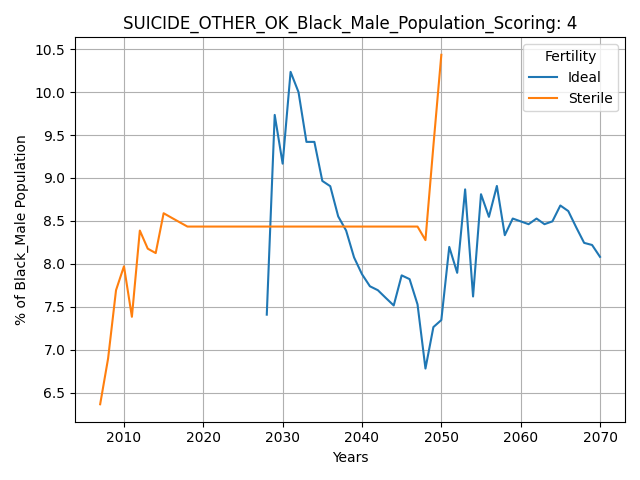 SUICIDE_OTHER_OK_Black_Male_Population_Scoring: 4
10.5
10.0
9.5
9.0
8.5
8.0
7.5
7.0
6.5
% of Black_Male Population
Fertility
Ideal
Sterile
2010 2020 2030 2040 2050 2060 2070
Years